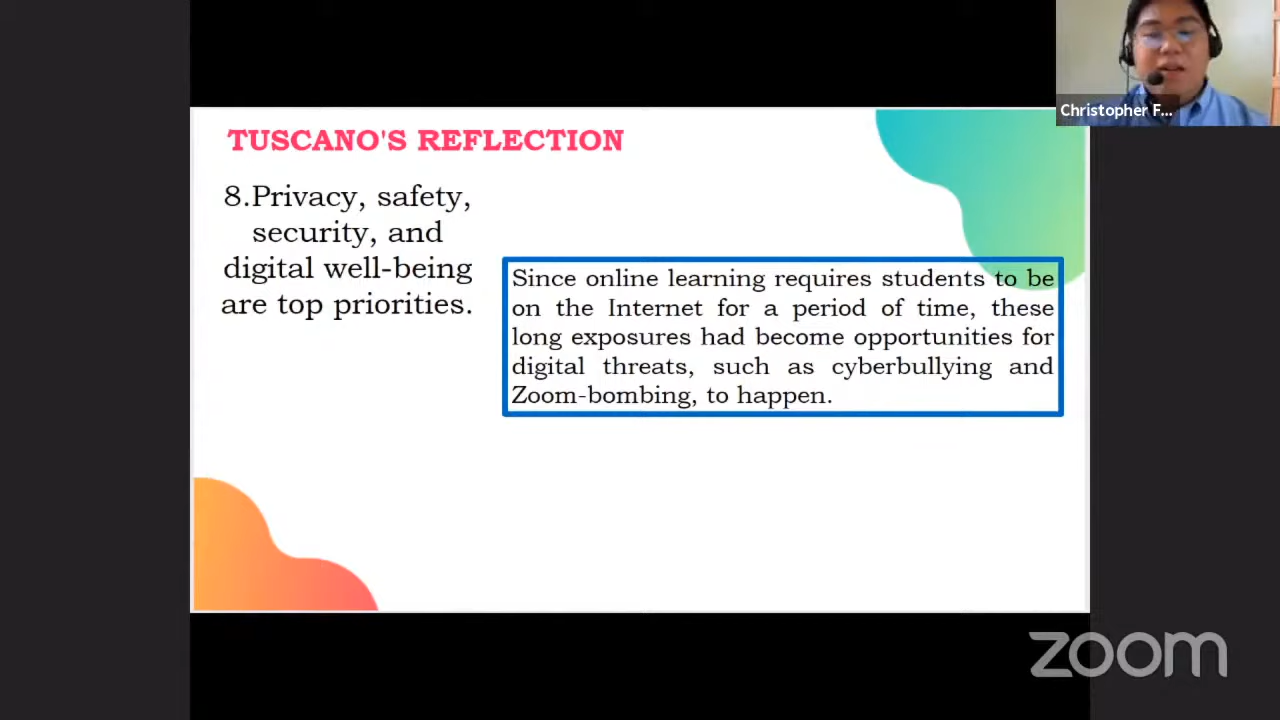 Christopher F...
TUSCANO'S REFLECTION
8.Privacy, safety,
security, and
digital well-being
are top priorities.
Since online learning requires students to be
on the Internet for a period of time, these
long exposures had become opportunities for
digital threats, such as cyberbullying and
Zoom-bombing, to happen.
zoom